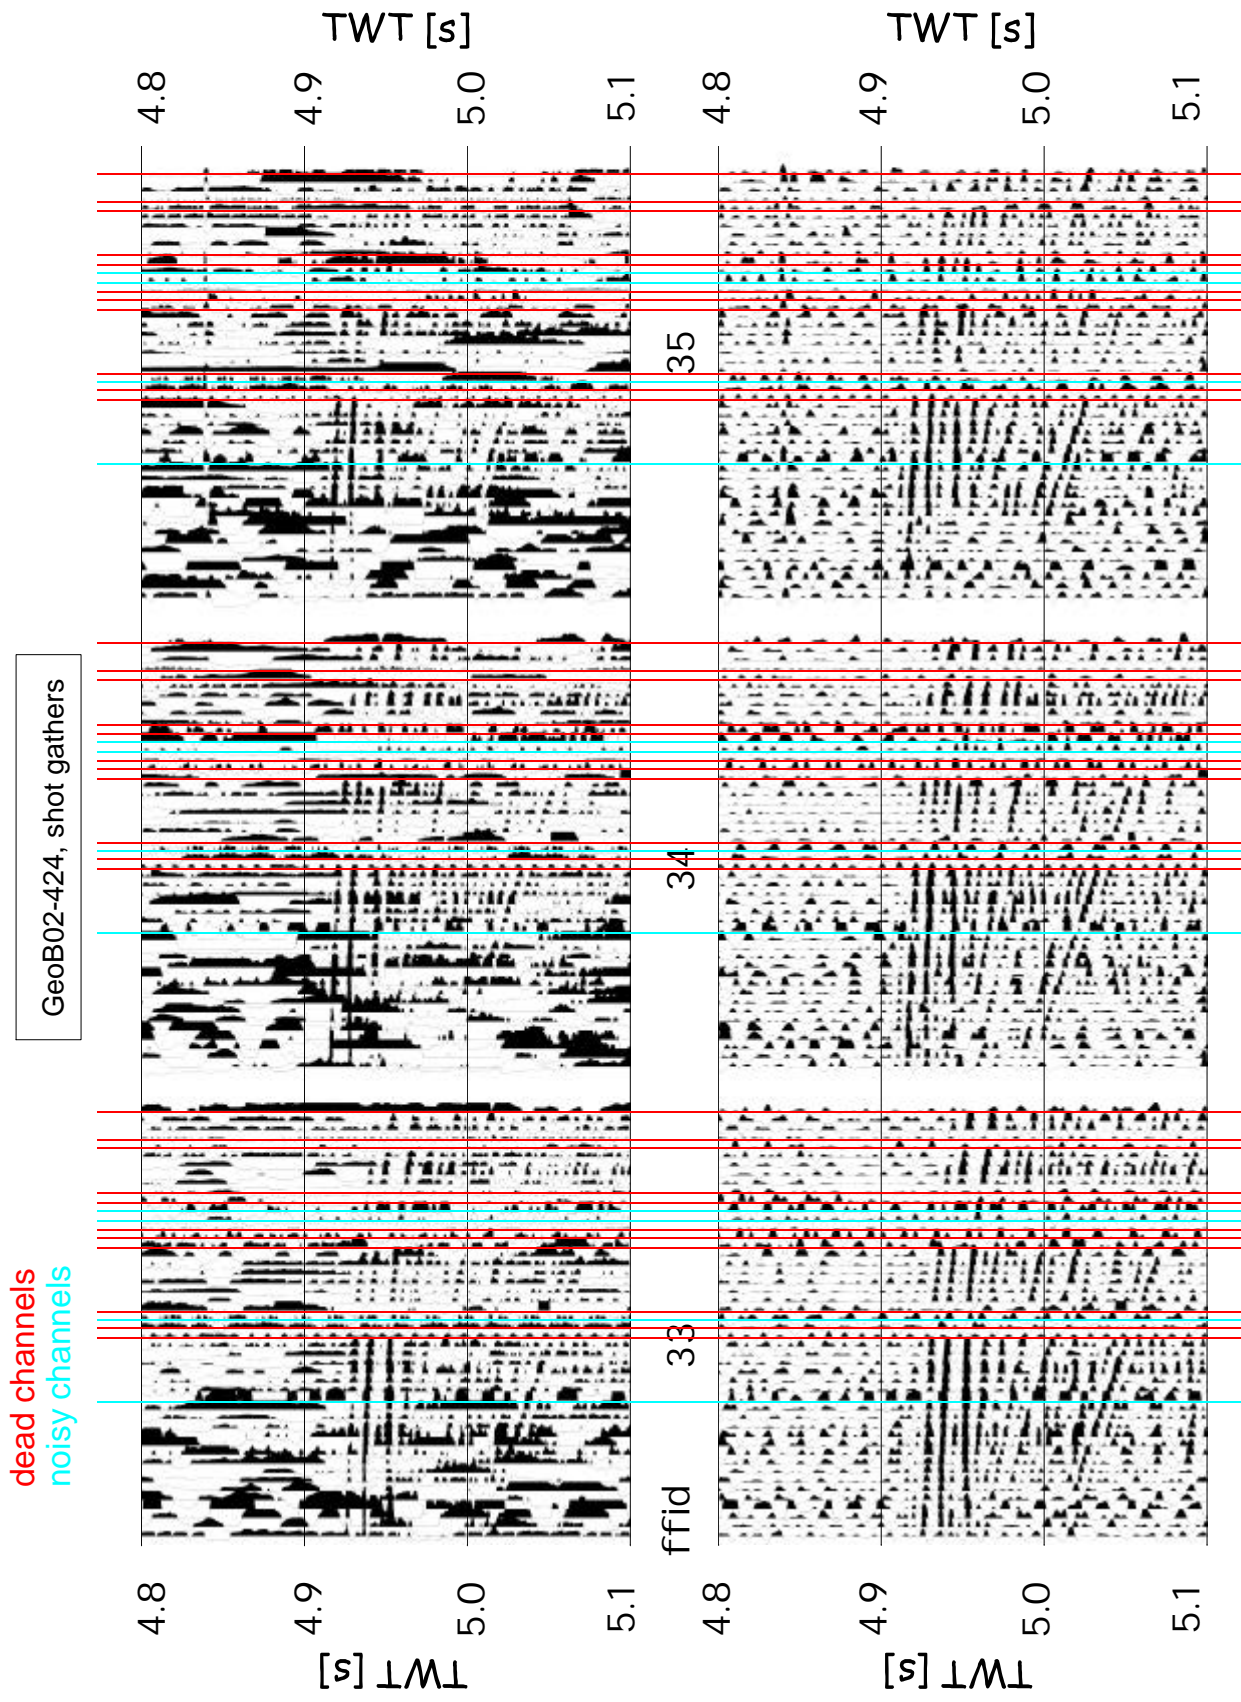 GeoB02-424, shot gathers
dead channels
noisy channels
TWT [s]
4.8
4.9
5.0
5.1
TWT [s]
4.8
4.9
5.0
5.1
ffid
33
34
35
TWT [s]
4.8
4.9
5.0
5.1
TWT [s]
4.8
4.9
5.0
5.1